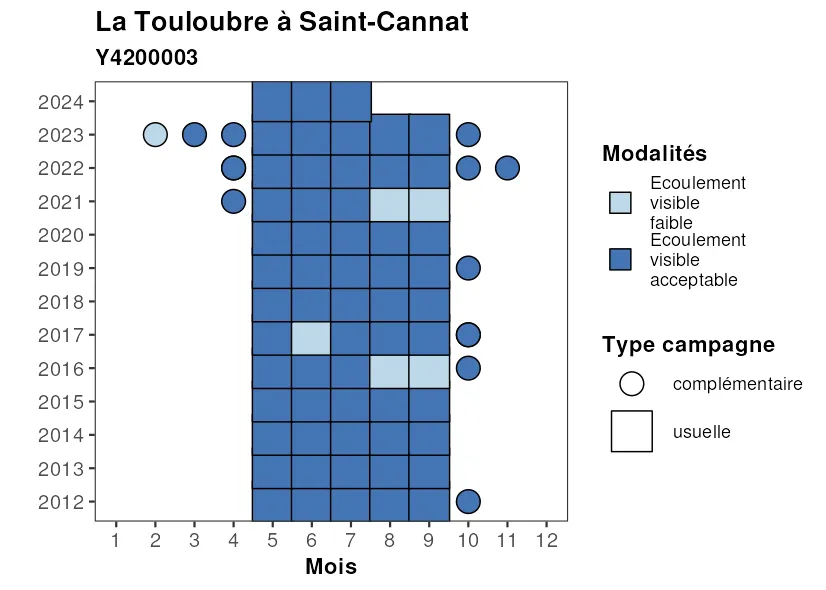 La Touloubre à Saint-Cannat
Y4200003
2024
2023
2022
2021
2020
2019
2018
2017
2016
2015
2014
2013
2012
1 2 3 4 5 6 7 8 9 10 11 12
Mois
Modalités
Ecoulement
visible
faible
Ecoulement
visible
acceptable
Type campagne
complémentaire
usuelle